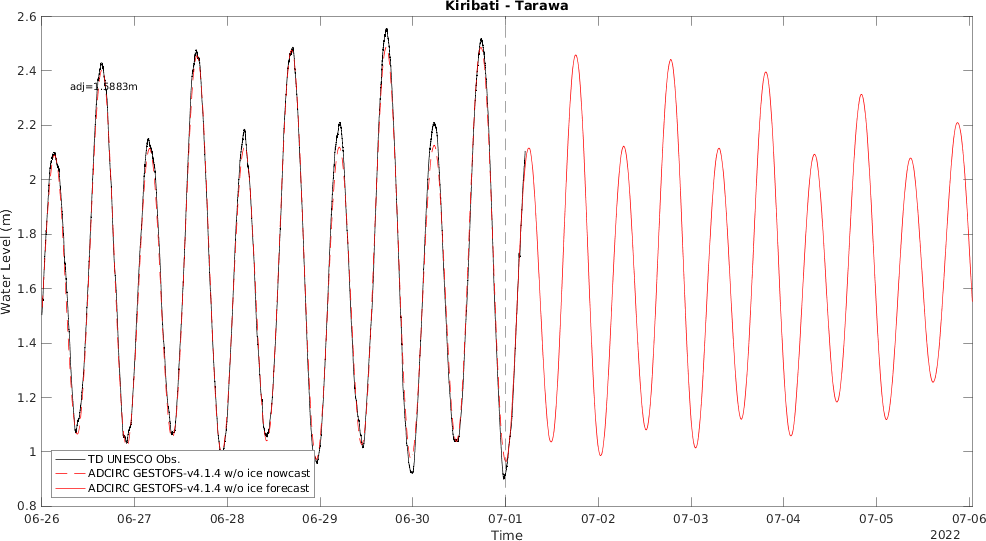 Kiribati - Tarawa
2.6
2.4
adj=1.5883m
2.2
2
1.8
Water Level (m)
1.6
1.4
1.2
1
TD UNESCO Obs.
ADCIRC GESTOFS-v4.1.4 w/o ice nowcast
ADCIRC GESTOFS-v4.1.4 w/o ice forecast
0.8
06-26 06-27 06-28 06-29 06-30 07-01 07-02 07-03 07-04 07-05 07-06
Time
2022